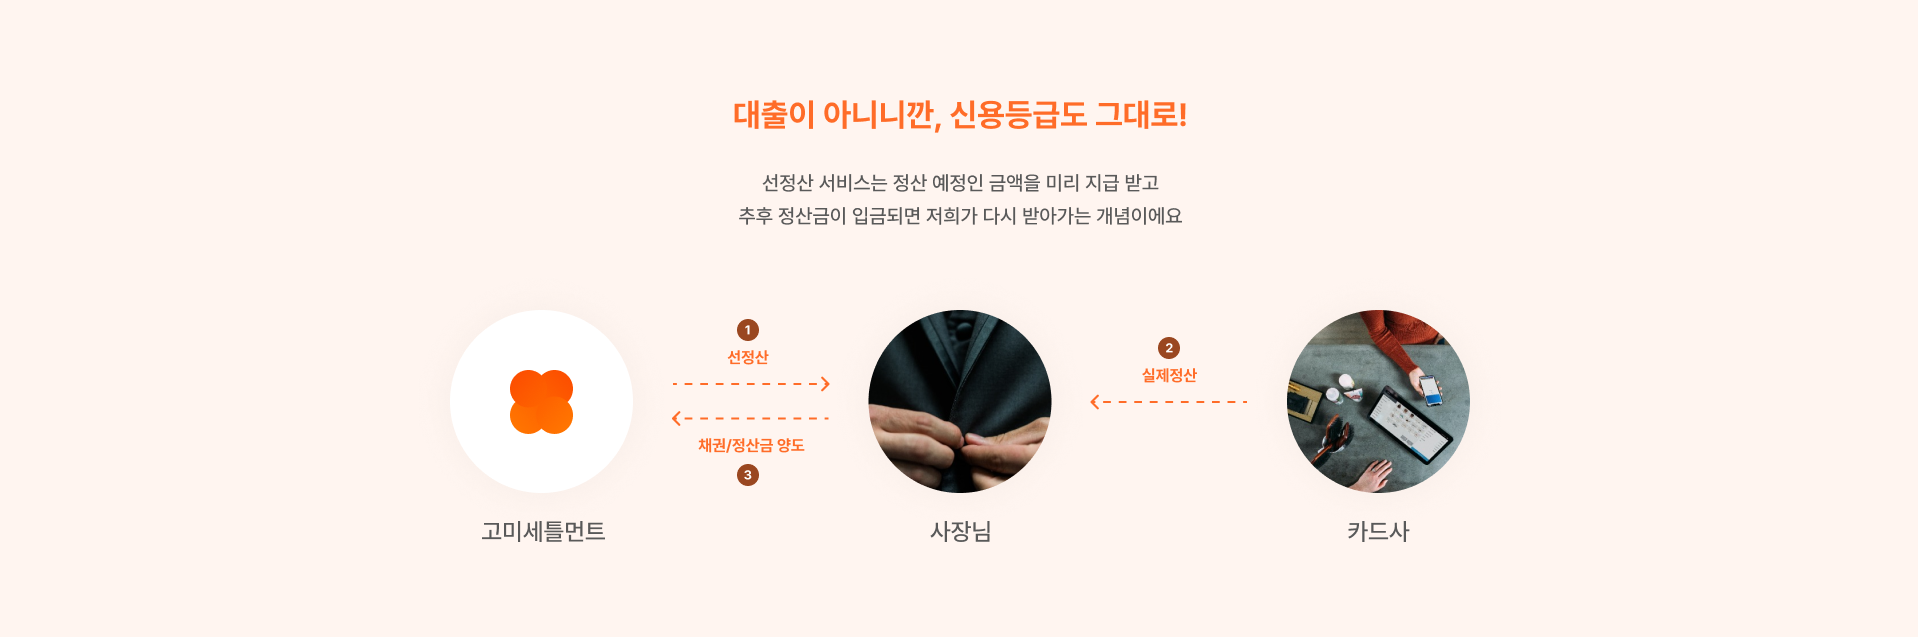 대출이 아니니깐, 신용등급도 그대로!
선정산 서비스는 정산 예정인 금액을 미리 지급 받고
추후 정산금이 입금되면 저희가 다시 받아가는 개념이에요
1
선정산
2
실제정산
채권/정산금 양도
3
고미세틀먼트
사장님
카드사